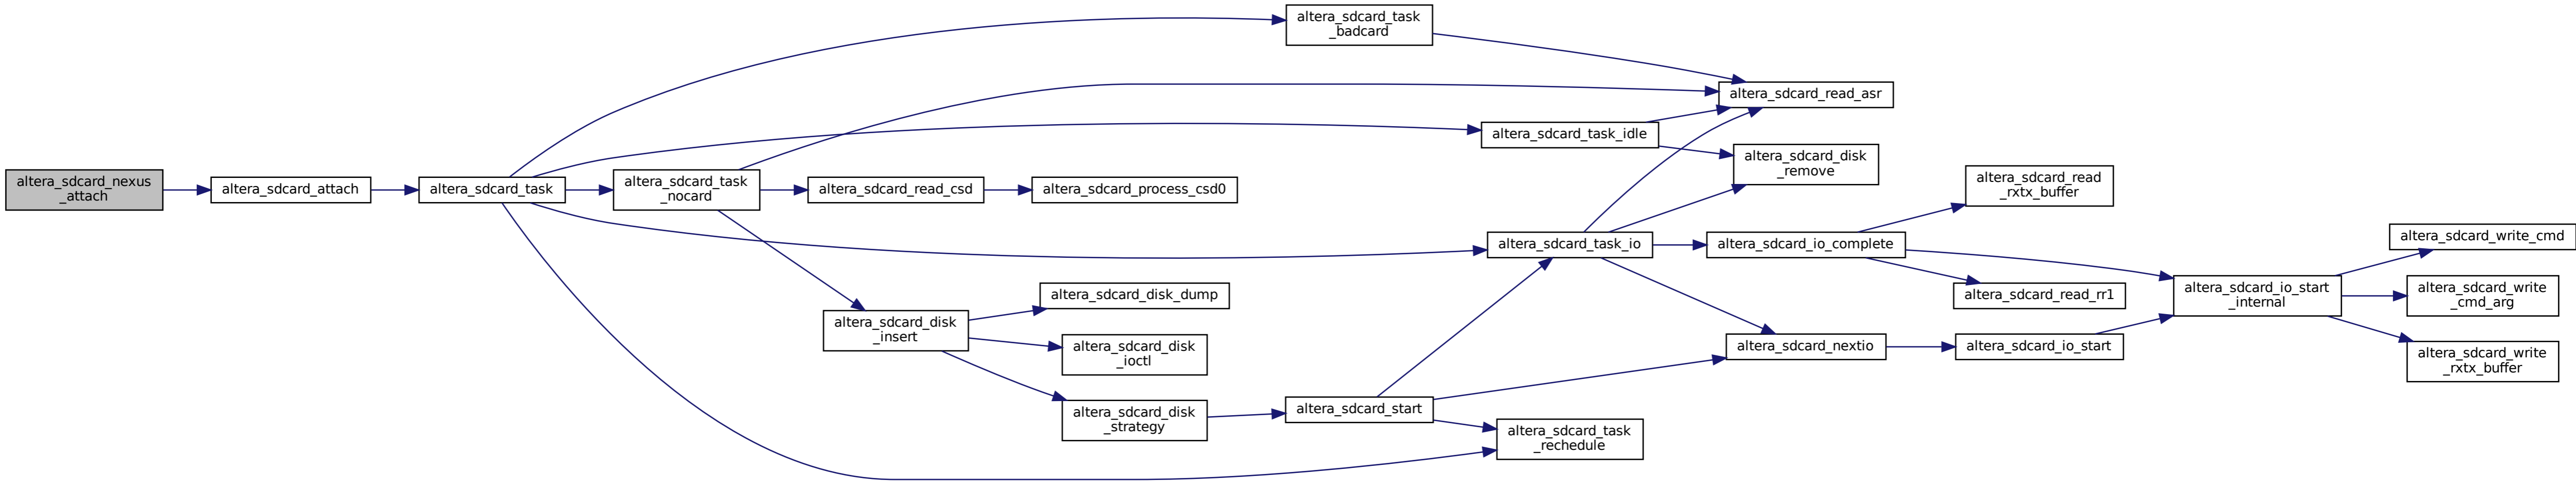 altera_sdcard_nexus
_attach
altera_sdcard_attach
altera_sdcard_task
altera_sdcard_task
_nocard
altera_sdcard_read_csd
altera_sdcard_process_csd0
altera_sdcard_disk
_insert
altera_sdcard_disk_dump
altera_sdcard_disk
_ioctl
altera_sdcard_disk
_strategy
altera_sdcard_task
_badcard
altera_sdcard_task_idle
altera_sdcard_task_io
altera_sdcard_start
altera_sdcard_task
_rechedule
altera_sdcard_read_asr
altera_sdcard_disk
_remove
altera_sdcard_io_complete
altera_sdcard_nextio
altera_sdcard_read
_rxtx_buffer
altera_sdcard_read_rr1
altera_sdcard_io_start
altera_sdcard_io_start
_internal
altera_sdcard_write_cmd
altera_sdcard_write
_cmd_arg
altera_sdcard_write
_rxtx_buffer